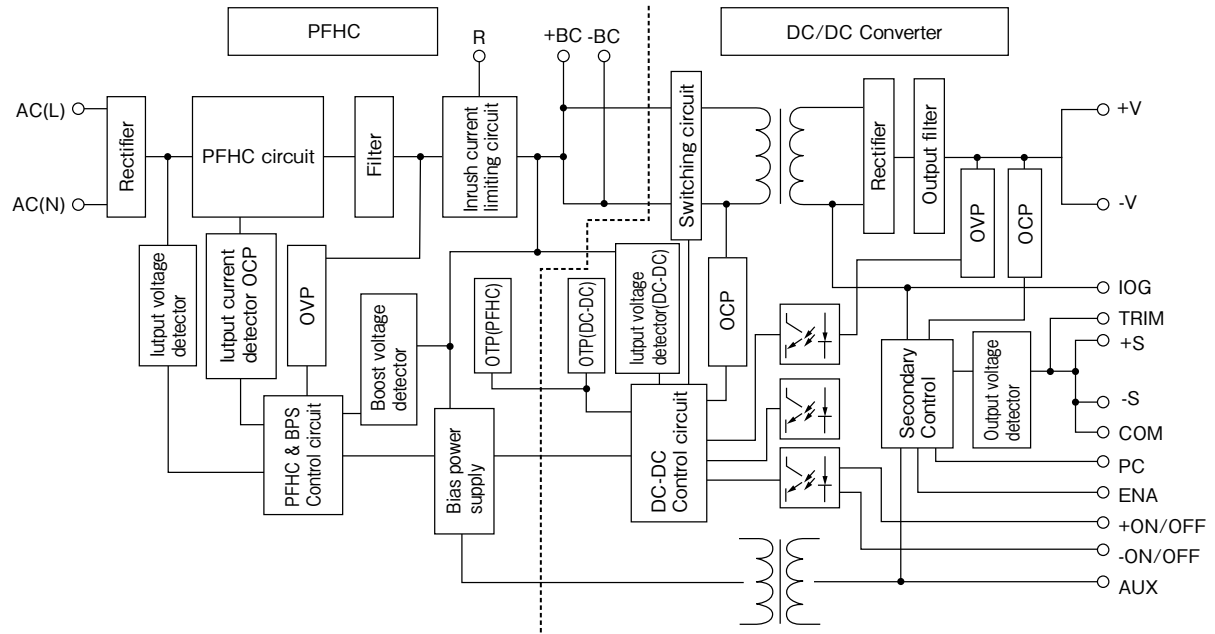 PFHC
DC/DC Converter
R
+BC
-BC
AC(L)
AC(N)
Rectifier
PFHC circuit
Filter
Inrush current
limiting circuit
Switching circuit
Rectifier
Output filter
+V
-V
OVP
OCP
Iutput voltage
detector
Iutput current
detector OCP
OVP
Boost voltage
detector
OTP(PFHC)
OTP(DC-DC)
Iutput voltage
detector(DC-DC)
OCP
IOG
TRIM
+S
-S
COM
PC
ENA
+ON/OFF
-ON/OFF
AUX
PFHC & BPS
Control circuit
Bias power
supply
DC-DC
Control circuit
Secondary
Control
Output voltage
detector